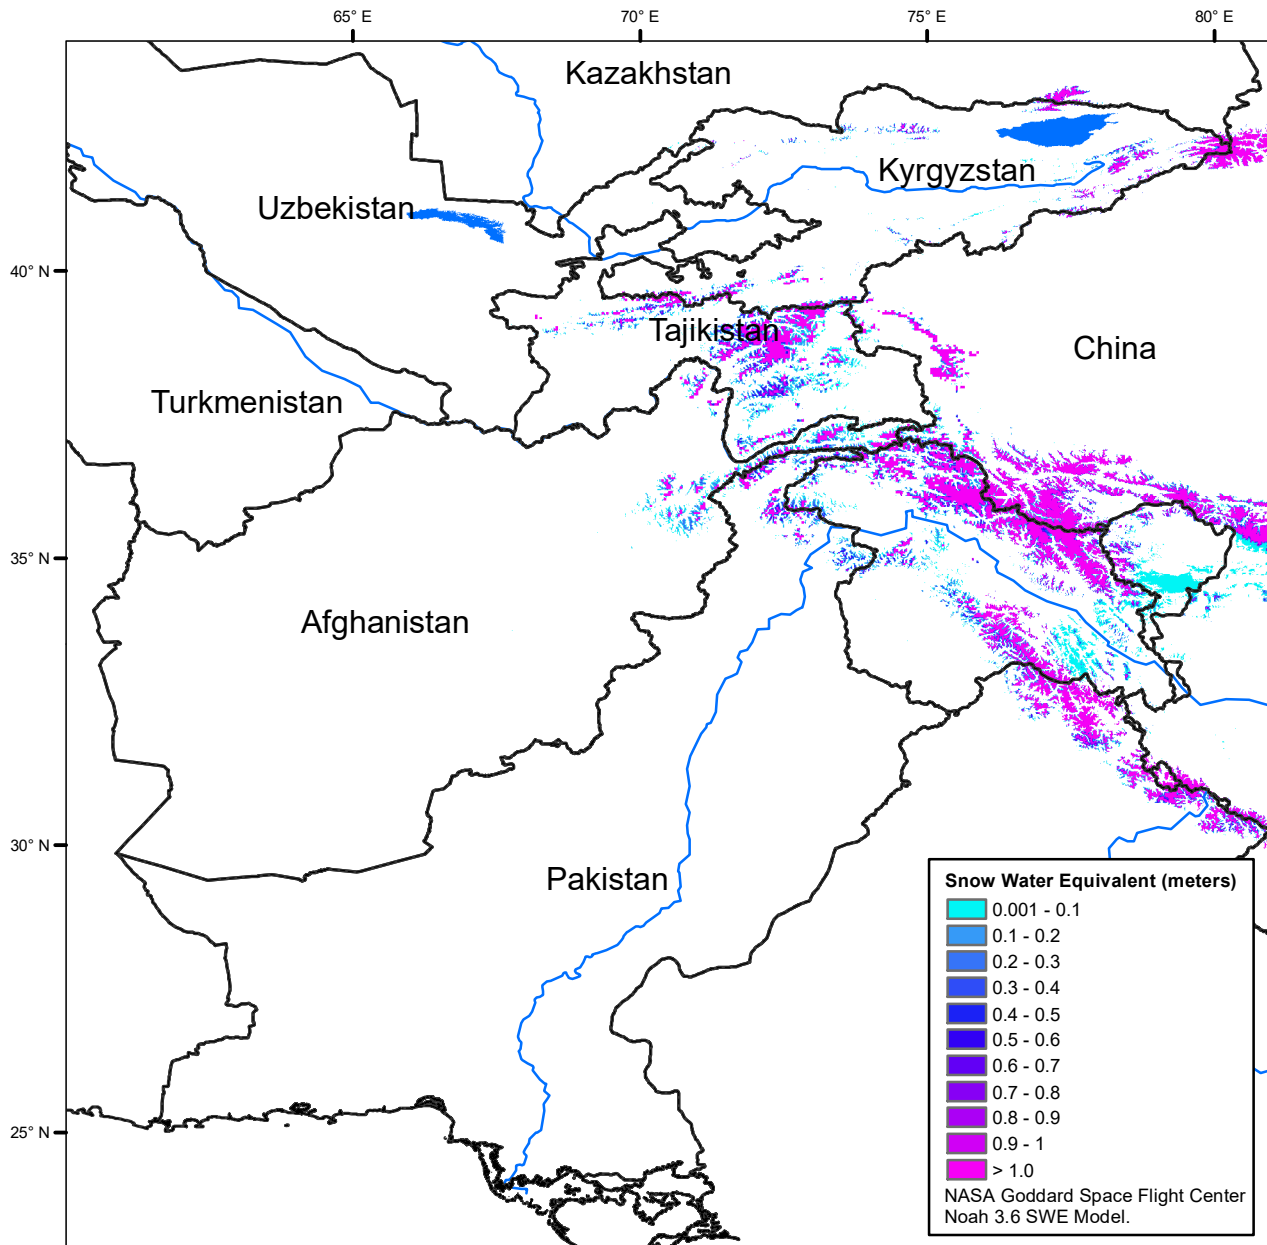 65° E
70° E
75° E
80° E
Kazakhstan
Kyrgyzstan
Uzbekistan
40° N
Tajikistan
China
Turkmenistan
35° N
Afghanistan
30° N
Pakistan
Snow Water Equivalent (meters)
0.001 - 0.1
0.1 - 0.2
0.2 - 0.3
0.3 - 0.4
0.4 - 0.5
0.5 - 0.6
0.6 - 0.7
0.7 - 0.8
0.8 - 0.9
0.9 - 1
> 1.0
25° N
NASA Goddard Space Flight Center
Noah 3.6 SWE Model.